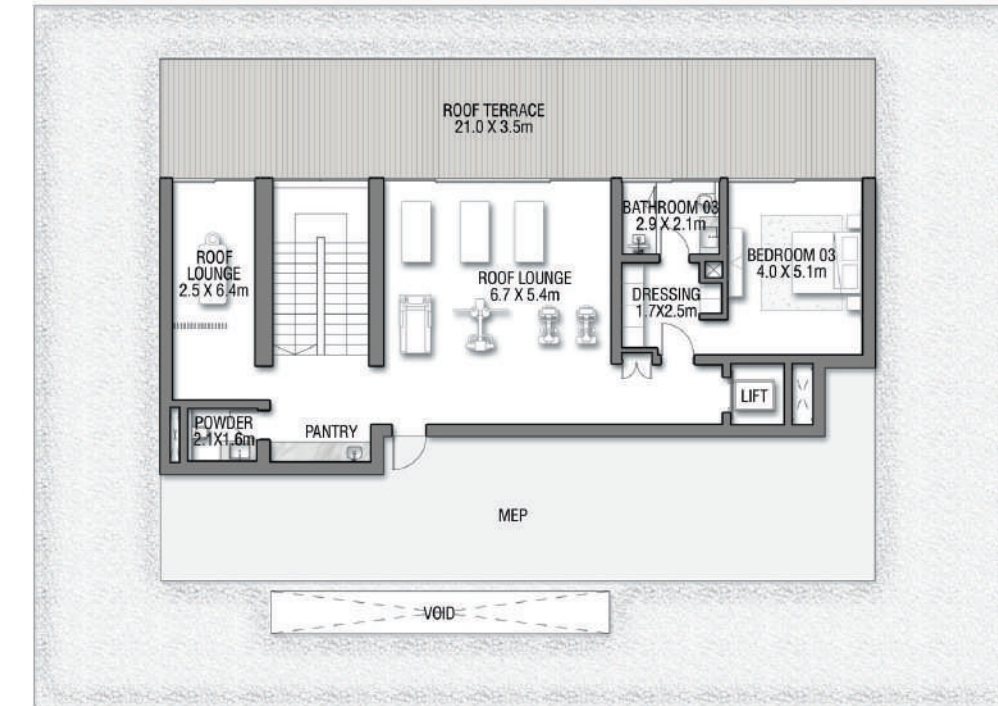 ROOF TERRACE
21.0 X 3.5m
BATHROOM 03
2.9 X 2.1m
ROOF
LOUNGE
2.5 X 6.4m
ROOF LOUNGE
6.7 X 5.4m
BEDROOM 03
4.0 X 5.1m
DRESSING
1.7X2.5m
LIFT
POWDER
2.1X1.6m
PANTRY
MEP
VOID